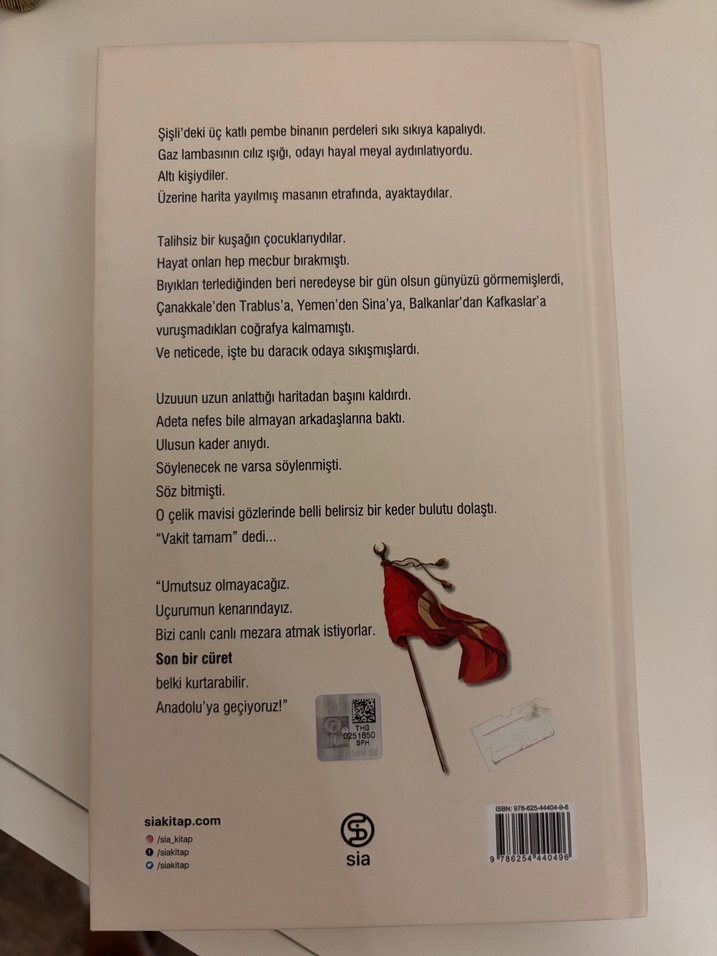 Şişli'deki üç katlı pembe binanın perdeleri sıkı sıkıya kapalıydı.
Gaz lambasının cılız ışığı, odayı hayal meyal aydınlatıyordu.
Altı kişiydiler.
Üzerine harita yayılmış masanın etrafında, ayaktaydılar.
Talihsiz bir kuşağın çocuklarıydılar.
Hayat onları hep mecbur bırakmıştı.
Bıyıkları terlediğinden beri neredeyse bir gün olsun günyüzü görmemişlerdi,
Çanakkale'den Trablus'a, Yemen'den Sina'ya, Balkanlar'dan Kafkaslar'a
vuruşmadıkları coğrafya kalmamıştı.
Ve neticede, işte bu daracık odaya sıkışmışlardı.
Uzuuun uzun anlattığı haritadan başını kaldırdı.
Adeta nefes bile almayan arkadaşlarına baktı.
Ulusun kader anıydı.
Söylenecek ne varsa söylenmişti.
Söz bitmişti.
O çelik mavisi gözlerinde belli belirsiz bir keder bulutu dolaştı.
"Vakit tamam" dedi...
"Umutsuz olmayacağız.
Uçurumun kenarındayız.
Bizi canlı canlı mezara atmak istiyorlar.
Son bir cüret
belki kurtarabilir.
Anadolu'ya geçiyoruz!"
THG
0251850
SFH
siakitap.com
/sia_kitap
/siakitap
/siakitap
sia
ISBN: 978-625-44404-9-6
9 786254 440496